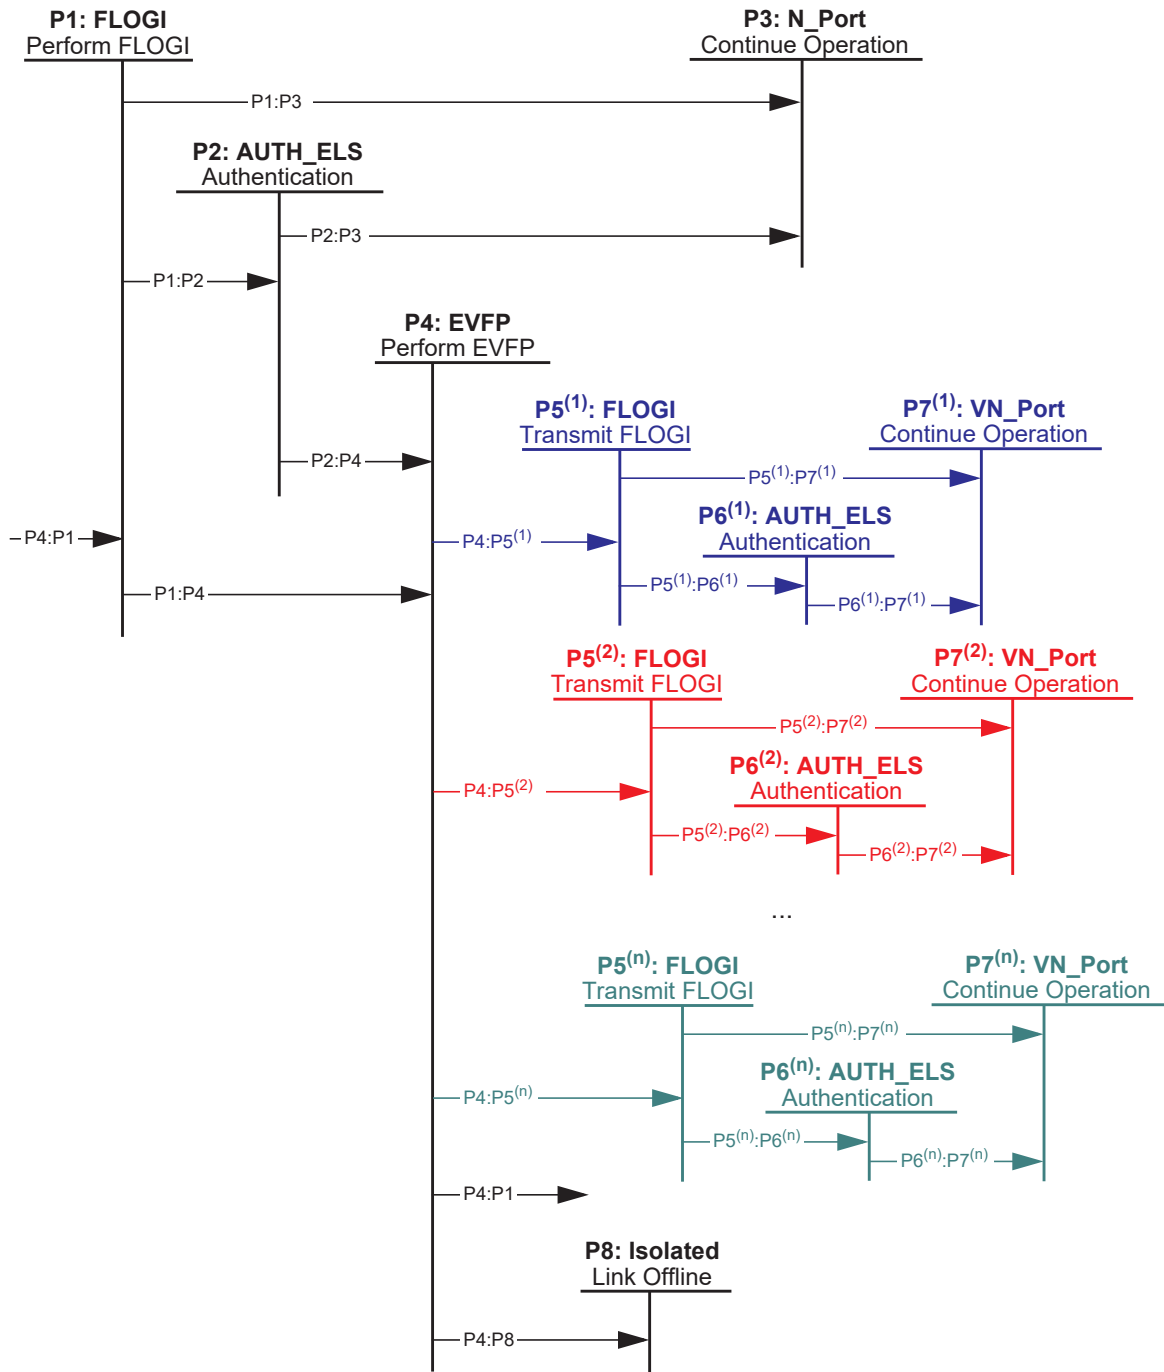 P1: FLOGI
Perform FLOGI
P3: N_Port
Continue Operation
P1:P3
P2: AUTH_ELS
Authentication
P2:P3
P1:P2
P4: EVFP
Perform EVFP
P5(1): FLOGI
Transmit FLOGI
P7(1): VN_Port
Continue Operation
P2:P4
P5(1):P7(1)
P6(1): AUTH_ELS
Authentication
P4:P1
P4:P5(1)
P5(1):P6(1)
P1:P4
P6(1):P7(1)
P5(2): FLOGI
Transmit FLOGI
P7(2): VN_Port
Continue Operation
P5(2):P7(2)
P6(2): AUTH_ELS
Authentication
P4:P5(2)
P5(2):P6(2)
P6(2):P7(2)
...
P5(n): FLOGI
Transmit FLOGI
P7(n): VN_Port
Continue Operation
P5(n):P7(n)
P6(n): AUTH_ELS
Authentication
P4:P5(n)
P5(n):P6(n)
P6(n):P7(n)
P4:P1
P8: Isolated
Link Offline
P4:P8